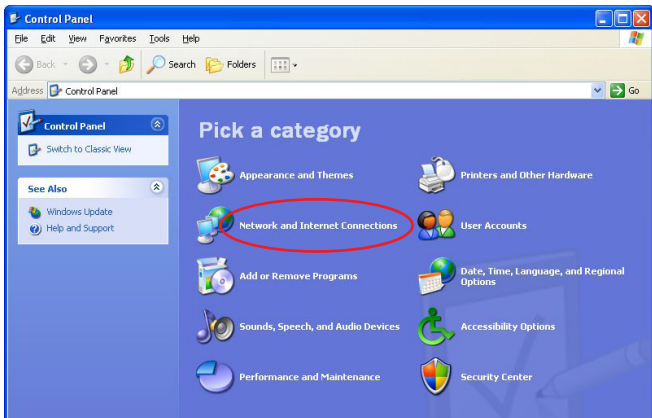 Control Panel
File Edit View Favorites Tools Help
Back Search Folders
Address Control Panel Go
Control Panel
Switch to Classic View
See Also
Windows Update
Help and Support
Pick a category
Appearance and Themes
Printers and Other Hardware
Network and Internet Connections
User Accounts
Add or Remove Programs
Date, Time, Language, and Regional
Options
Sounds, Speech, and Audio Devices
Accessibility Options
Performance and Maintenance
Security Center